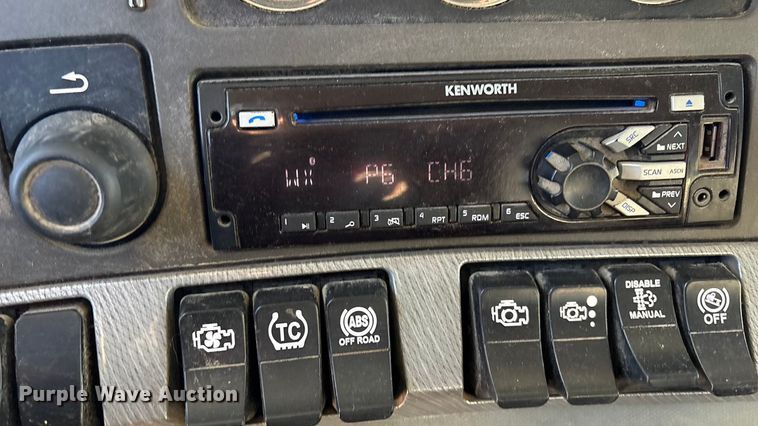 KENWORTH
SRC
NEXT
WX P6 CH6
SCAN
ASCN
PREV
DISP
1
2
3
4 RPT
5 RDM
6 ESC
TC
ABS
OFF ROAD
DISABLE
MANUAL
OFF
Purple Wave Auction